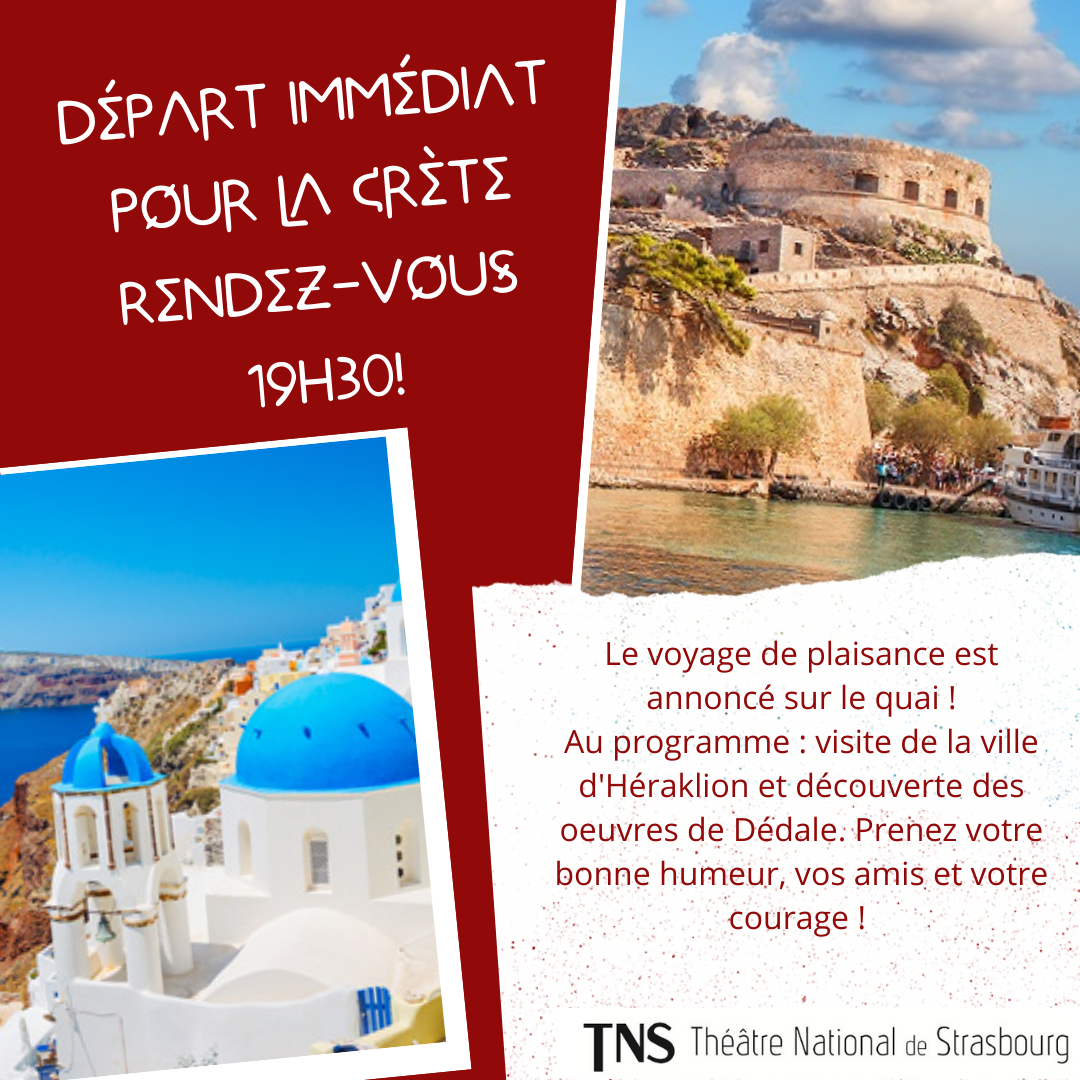 DÉPART IMMÉDIAT
POUR LA CRÈTE
RENDEZ-VOUS
19H30!
Le voyage de plaisance est
annoncé sur le quai !
Au programme : visite de la ville
d'Héraklion et découverte des
oeuvres de Dédale. Prenez votre
bonne humeur, vos amis et votre
courage !
TNS Théâtre National de Strasbourg